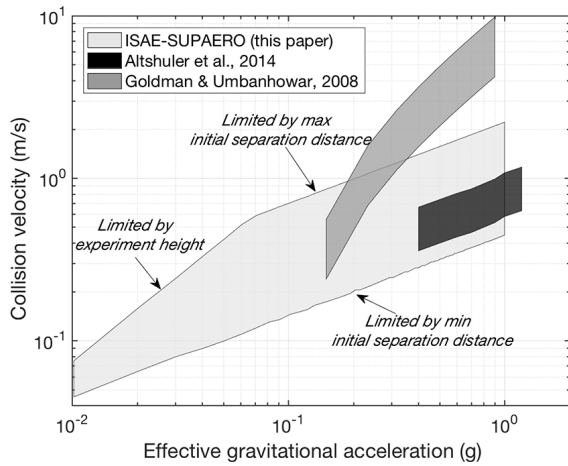 10^1
ISAE-SUPAERO (this paper)
Altshuler et al., 2014
Goldman & Umbanhowar, 2008
Limited by max
initial separation distance
10^0
Collision velocity (m/s)
Limited by
experiment height
Limited by min
initial separation distance
10^-1
10^-2
10^-1
10^0
Effective gravitational acceleration (g)